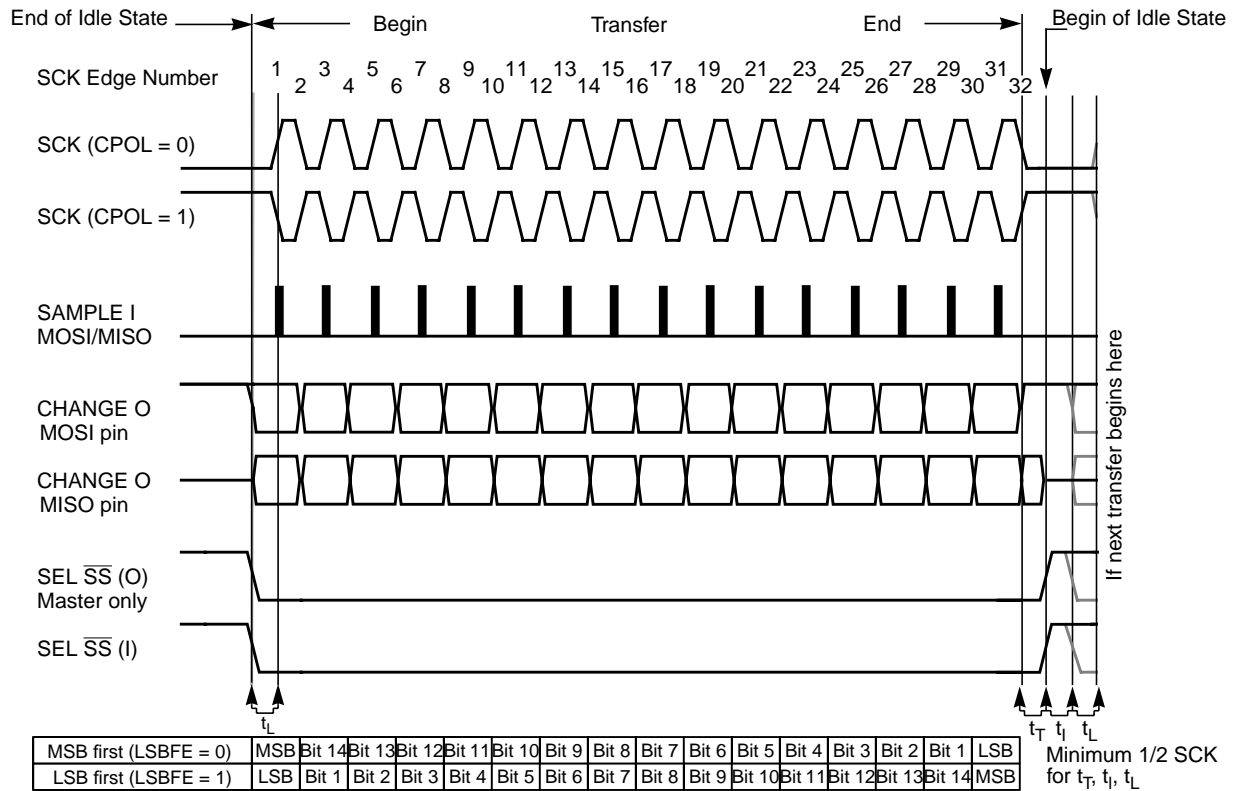 End of Idle State
Begin
Transfer
End
Begin of Idle State
SCK Edge Number
1 3 5 7 9 11 13 15 17 19 21 23 25 27 29 31
2 4 6 8 10 12 14 16 18 20 22 24 26 28 30 32
SCK (CPOL = 0)
SCK (CPOL = 1)
SAMPLE I
MOSI/MISO
CHANGE O
MOSI pin
CHANGE O
MISO pin
SEL SS (O)
Master only
SEL SS (I)
If next transfer begins here
tL
tT tI tL
MSB first (LSBFE = 0) MSB Bit 14 Bit 13 Bit 12 Bit 11 Bit 10 Bit 9 Bit 8 Bit 7 Bit 6 Bit 5 Bit 4 Bit 3 Bit 2 Bit 1 LSB
LSB first (LSBFE = 1) LSB Bit 1 Bit 2 Bit 3 Bit 4 Bit 5 Bit 6 Bit 7 Bit 8 Bit 9 Bit 10 Bit 11 Bit 12 Bit 13 Bit 14 MSB
Minimum 1/2 SCK
for tT, tI, tL